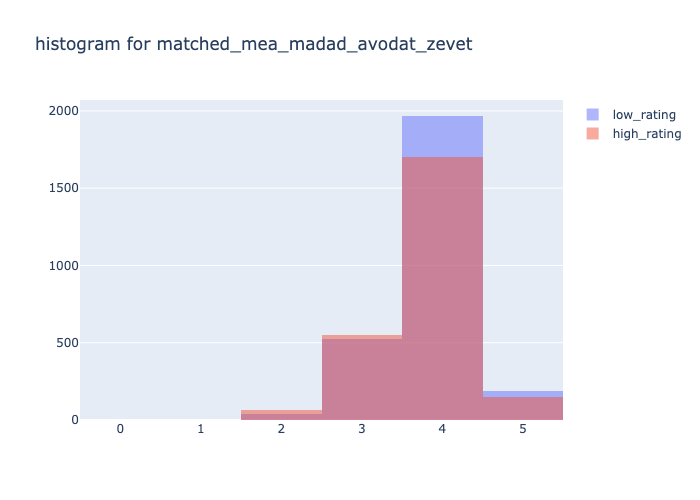 histogram for matched_mea_madad_avodat_zevet
low_rating
high_rating
2000
1500
1000
500
0
0 1 2 3 4 5